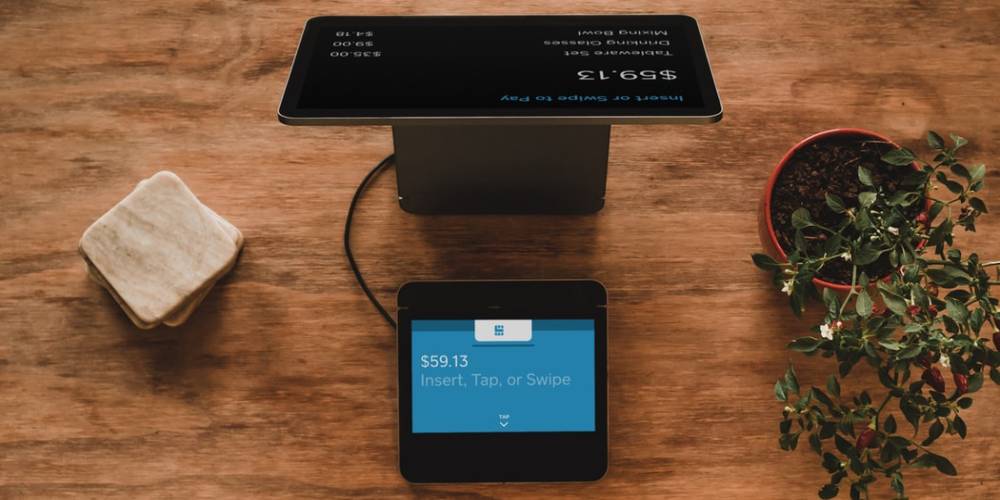 Insert or Swipe to Pay
$59.13
Tableware Set $35.00
Drinking Glasses $9.00
Mixing Bowl $4.18
$59.13
Insert, Tap, or Swipe
TAP